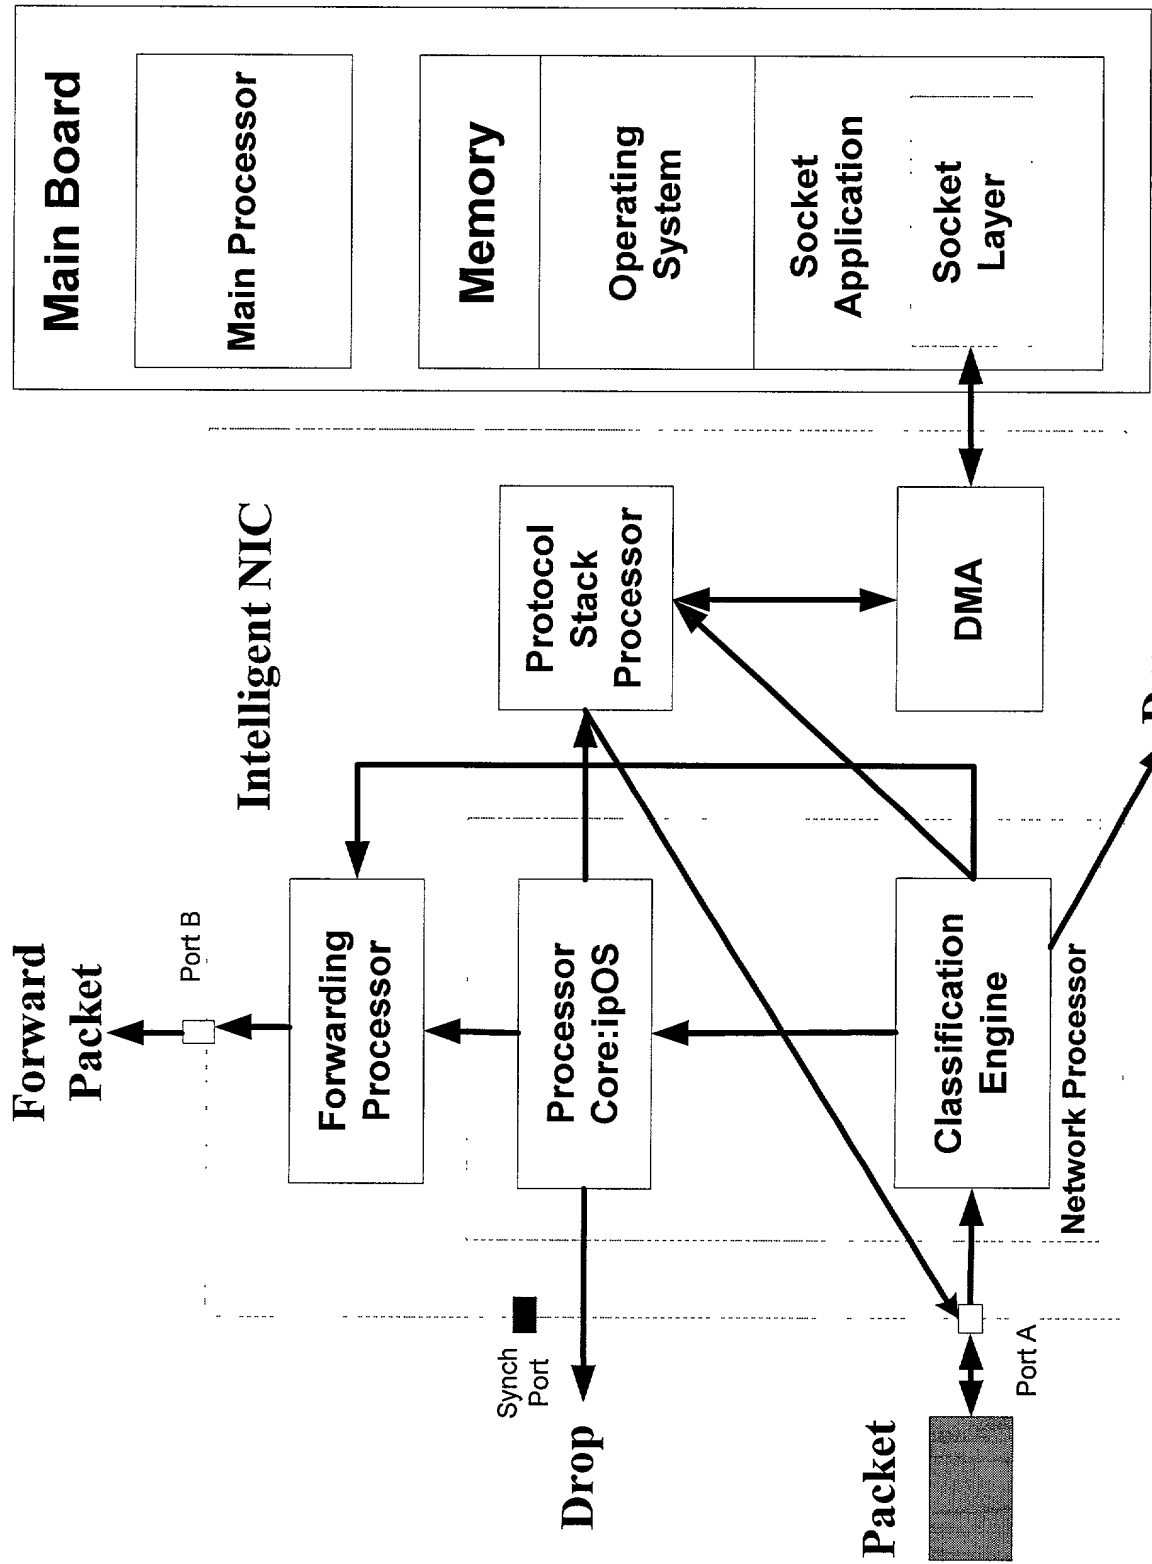 Forward
Packet
Port B
Intelligent NIC
Main Board
Main Processor
Forwarding
Processor
Memory
Synch
Port
Drop
Processor
Core:ipOS
Protocol
Stack
Processor
Operating
System
Socket
Application
Packet
Port A
Classification
Engine
Network Processor
DMA
Socket
Layer